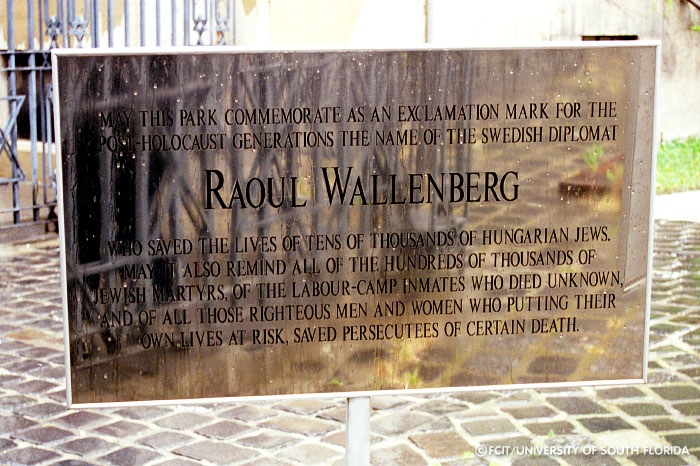 MAY THIS PARK COMMEMORATE AS AN EXCLAMATION MARK FOR THE
POST-HOLOCAUST GENERATIONS THE NAME OF THE SWEDISH DIPLOMAT
RAOUL WALLENBERG
WHO SAVED THE LIVES OF TENS OF THOUSANDS OF HUNGARIAN JEWS.
MAY IT ALSO REMIND ALL OF THE HUNDREDS OF THOUSANDS OF
JEWISH MARTYRS, OF THE LABOUR-CAMP INMATES WHO DIED UNKNOWN,
AND OF ALL THOSE RIGHTEOUS MEN AND WOMEN WHO PUTTING THEIR
OWN LIVES AT RISK, SAVED PERSECUTEES OF CERTAIN DEATH.
©FCIT/UNIVERSITY OF SOUTH FLORIDA